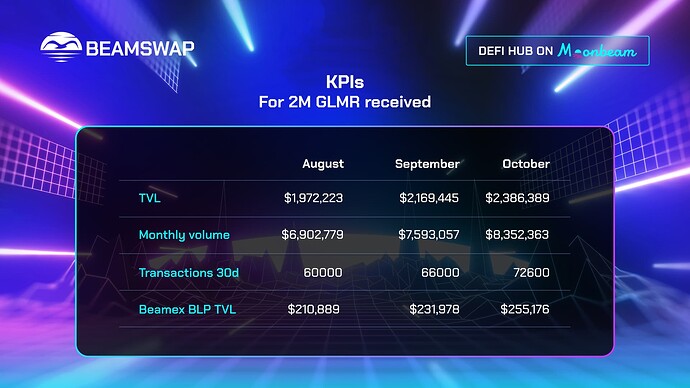 BEAMSWAP
DEFI HUB ON Moonbeam
KPIs
For 2M GLMR received
August September October
TVL $1,972,223 $2,169,445 $2,386,389
Monthly volume $6,902,779 $7,593,057 $8,352,363
Transactions 30d 60000 66000 72600
Beamex BLP TVL $210,889 $231,978 $255,176